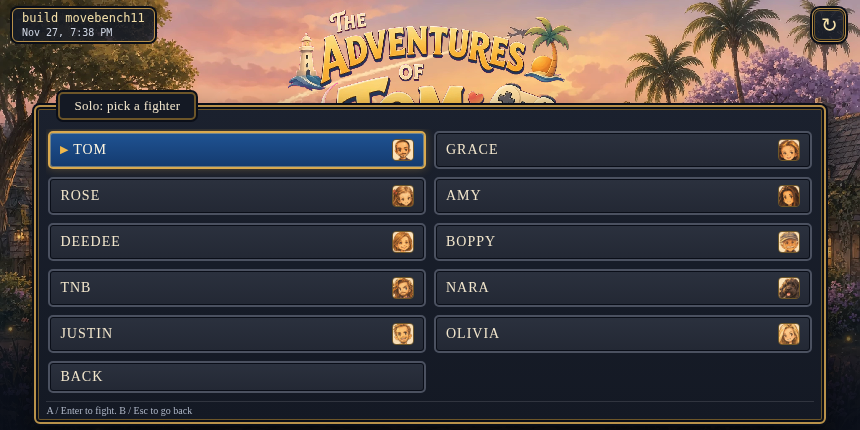 build movebench11
Nov 27, 7:38 PM
↻
THE
ADVENTURES
OF
TOM
Solo: pick a fighter
▶ TOM
GRACE
ROSE
AMY
DEEDEE
BOPPY
TNB
NARA
JUSTIN
OLIVIA
BACK
A / Enter to fight. B / Esc to go back